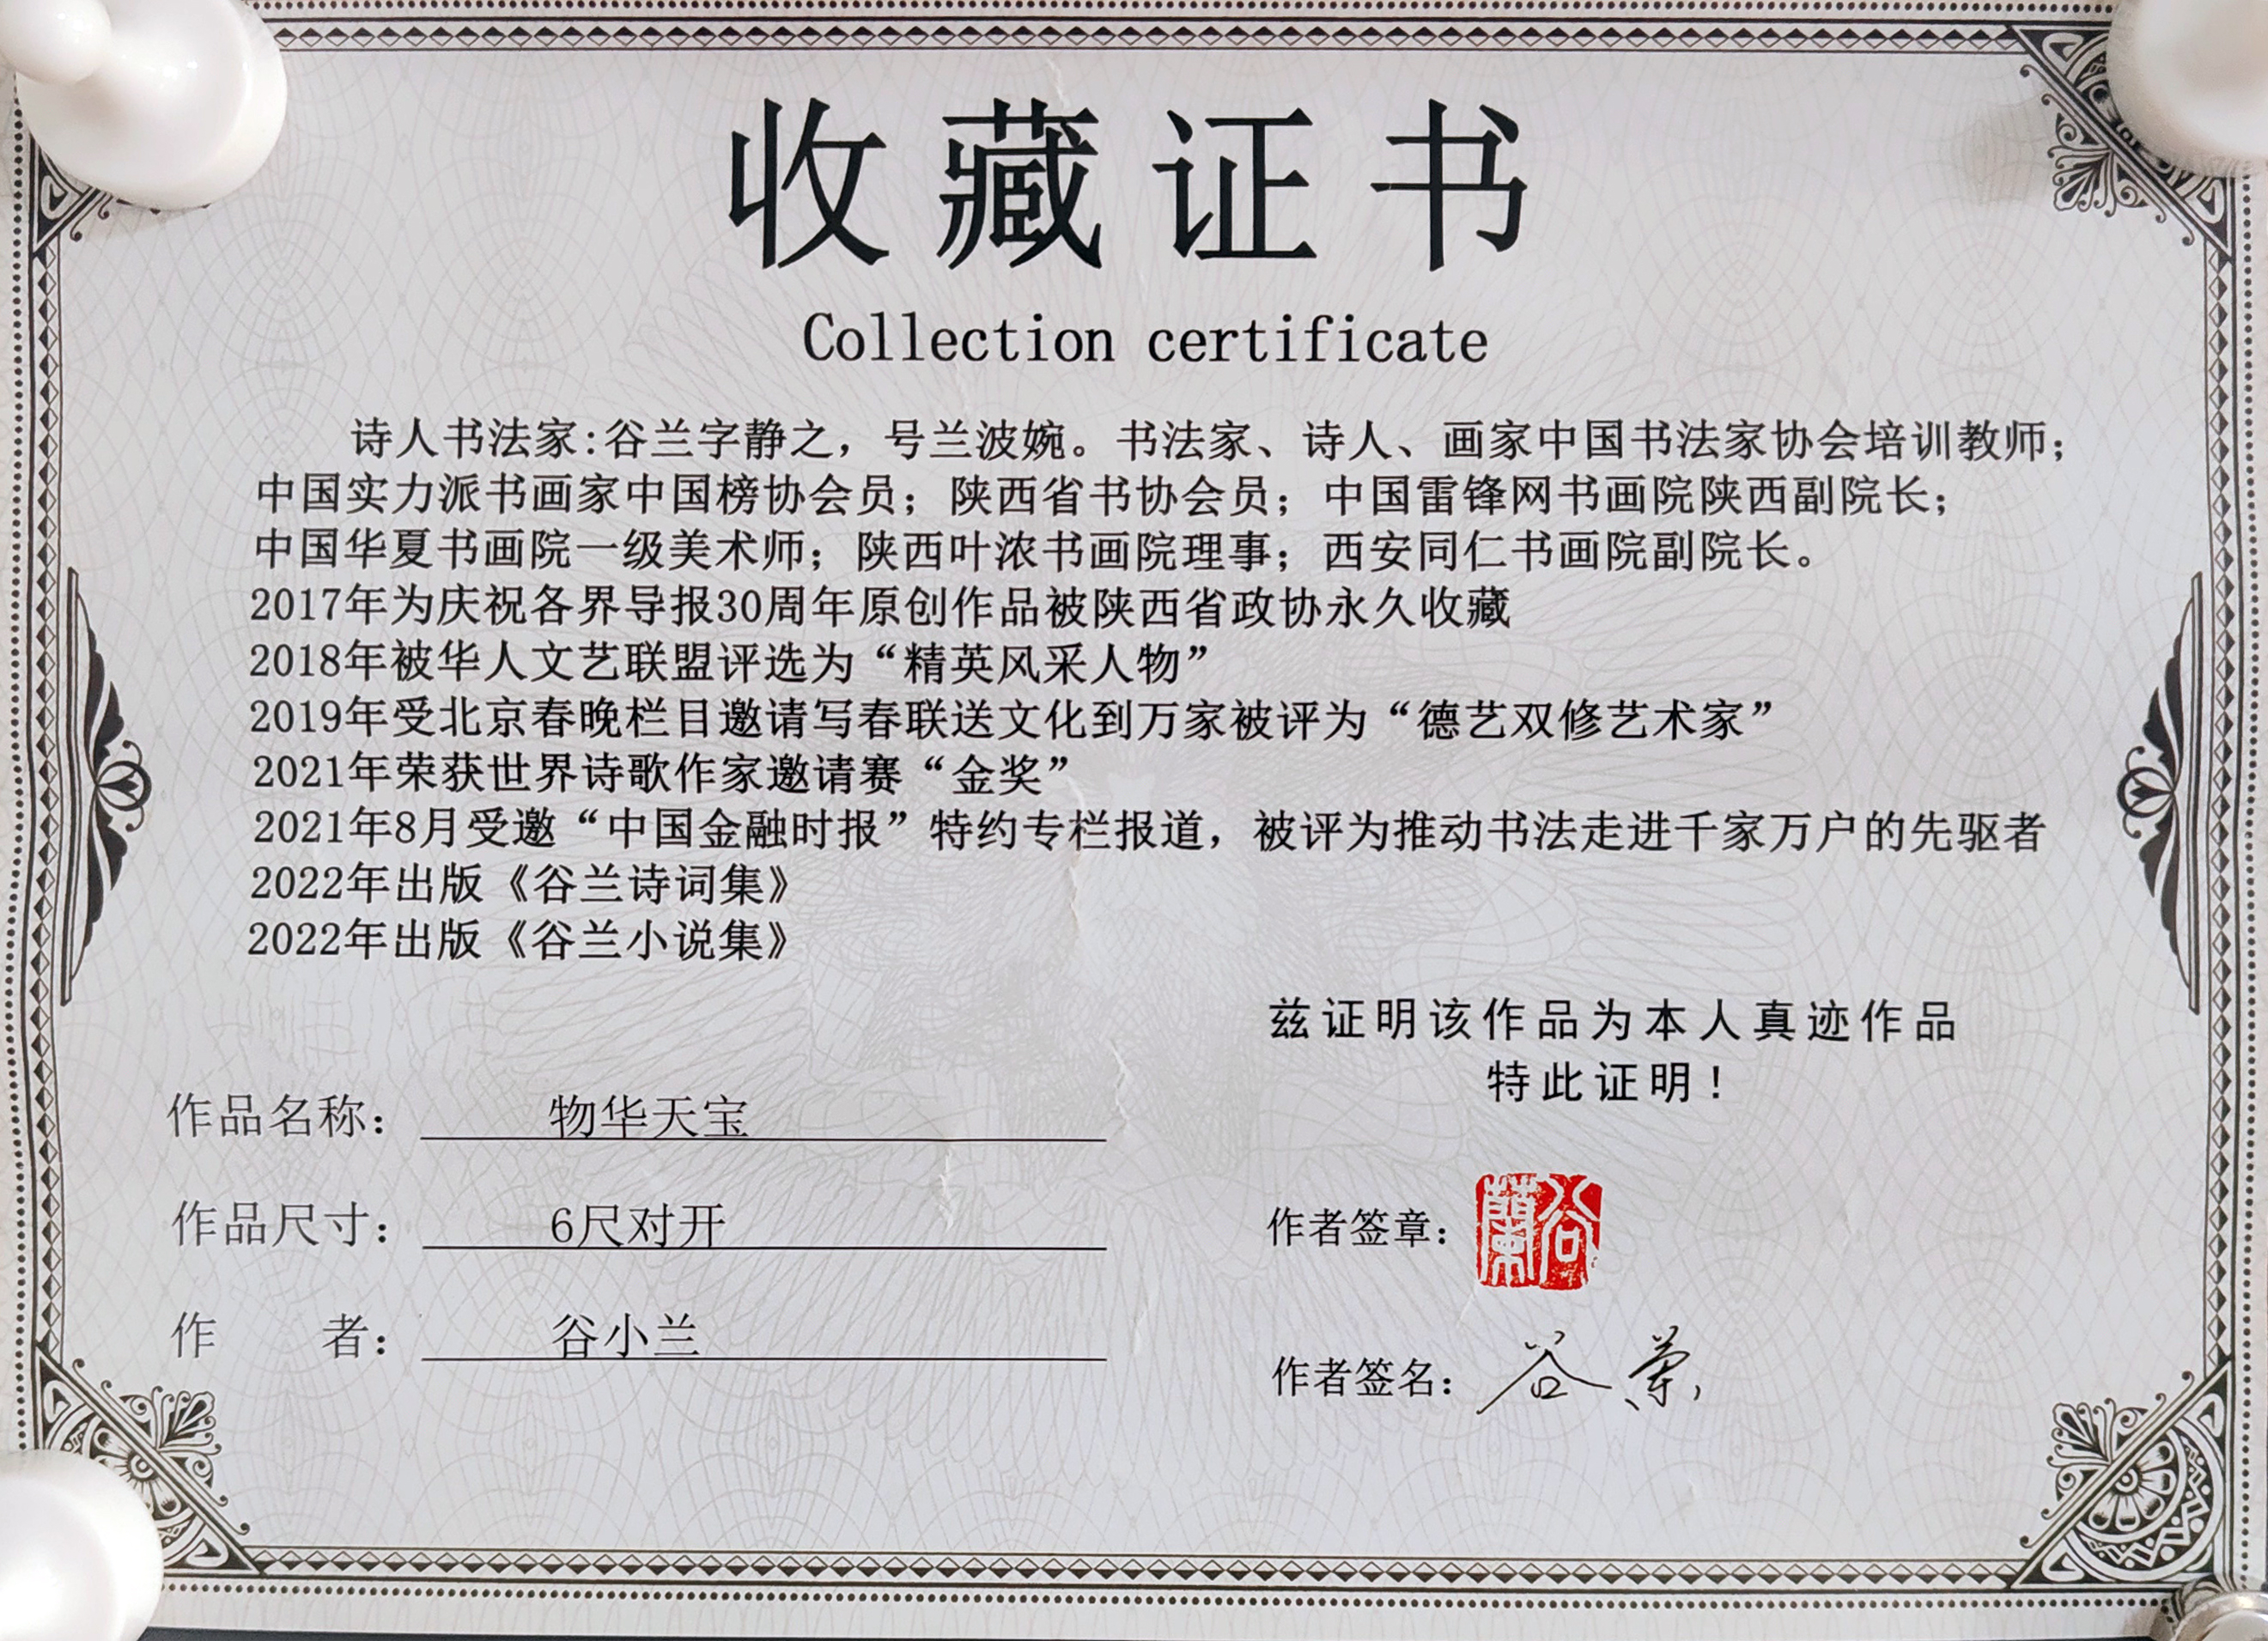 收藏证书
Collection certificate
诗人书法家:谷兰字静之，号兰波婉。书法家、诗人、画家中国书法家协会培训教师；
中国实力派书画家中国榜协会员；陕西省书协会员；中国雷锋网书画院陕西副院长；
中国华夏书画院一级美术师；陕西叶浓书画院理事；西安同仁书画院副院长。
2017年为庆祝各界导报30周年原创作品被陕西省政协永久收藏
2018年被华人文艺联盟评选为“精英风采人物”
2019年受北京春晚栏目邀请写春联送文化到万家被评为“德艺双修艺术家”
2021年荣获世界诗歌作家邀请赛“金奖”
2021年8月受邀“中国金融时报”特约专栏报道，被评为推动书法走进千家万户的先驱者
2022年出版《谷兰诗词集》
2022年出版《谷兰小说集》
兹证明该作品为本人真迹作品
特此证明！
作品名称：物华天宝
作品尺寸：6尺对开
作者：谷小兰
作者签章：谷蘭
作者签名：谷兰